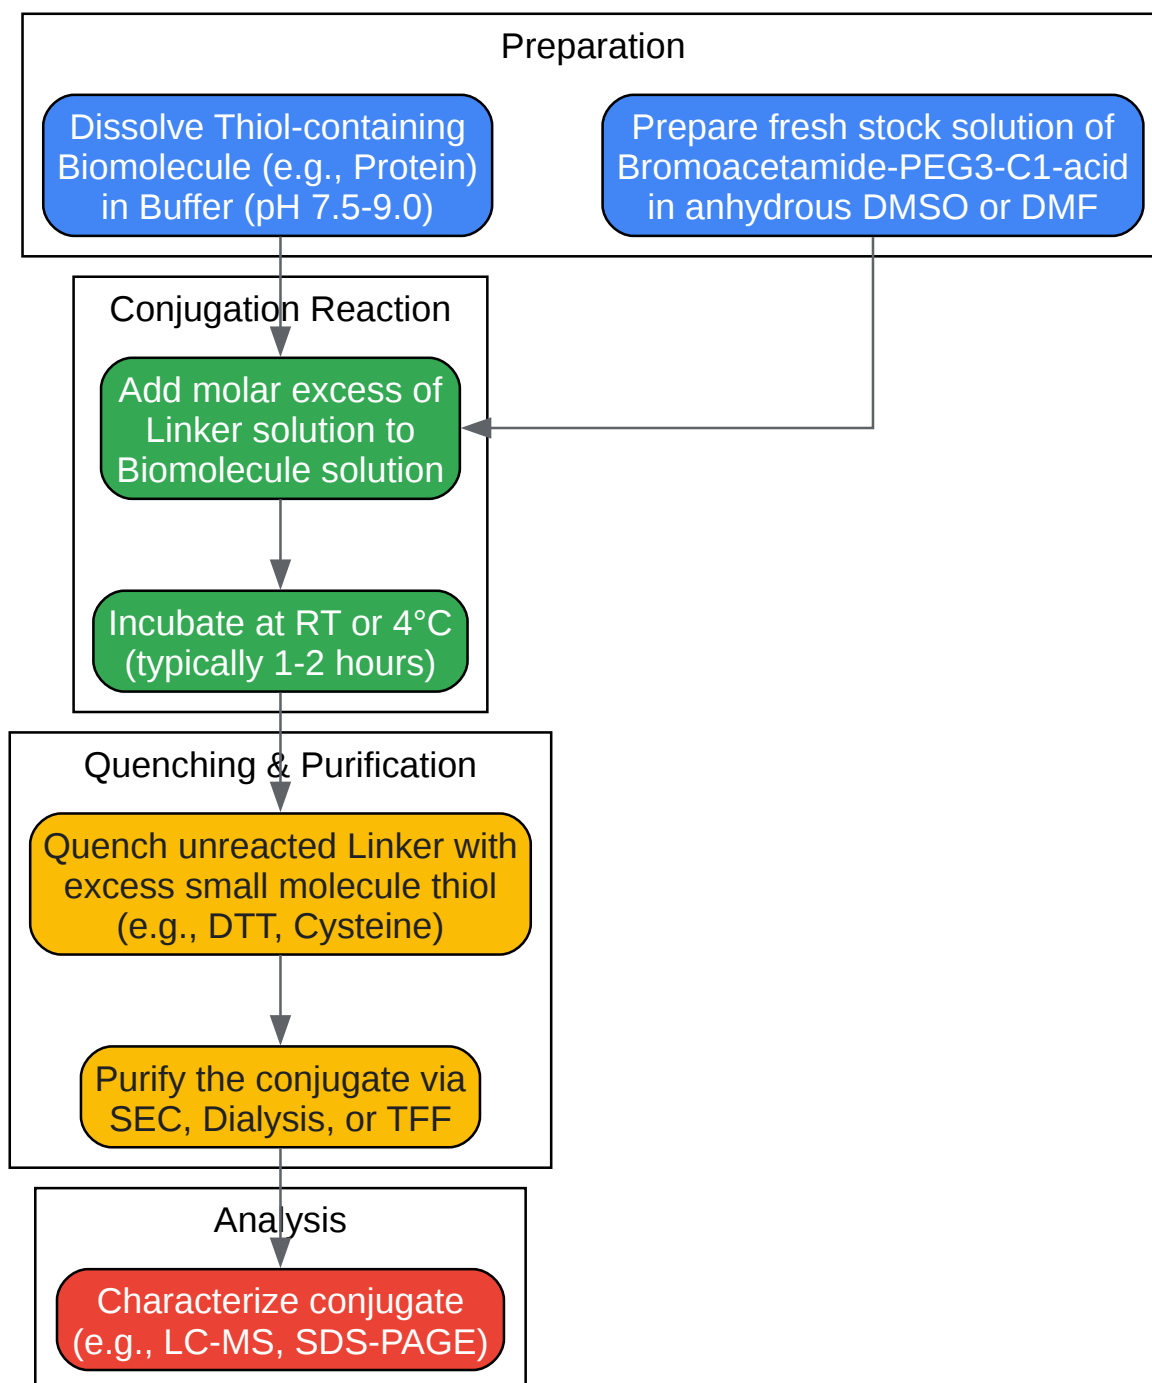 Preparation
Dissolve Thiol-containing
Biomolecule (e.g., Protein)
in Buffer (pH 7.5-9.0)
Prepare fresh stock solution of
Bromoacetamide-PEG3-C1-acid
in anhydrous DMSO or DMF
Conjugation Reaction
Add molar excess of
Linker solution to
Biomolecule solution
Incubate at RT or 4°C
(typically 1-2 hours)
Quenching & Purification
Quench unreacted Linker with
excess small molecule thiol
(e.g., DTT, Cysteine)
Purify the conjugate via
SEC, Dialysis, or TFF
Analysis
Characterize conjugate
(e.g., LC-MS, SDS-PAGE)